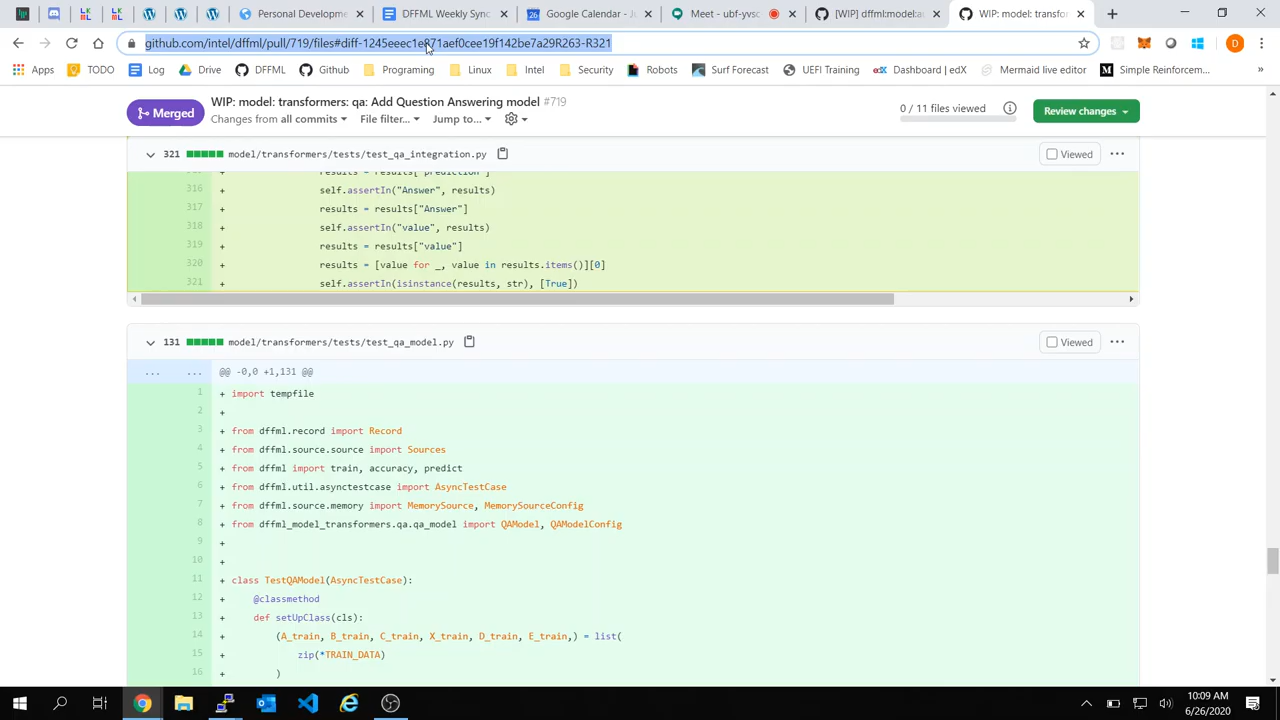 Personal Developme
DFFML Weekly Sync
Google Calendar - Ju
Meet - ubf-yvsc
[WIP] dffml:model:au
WIP: model: transfor
github.com/intel/dffml/pull/719/files#diff-1245eeec1e871aef0cee19f142be7a29R263-R321
Apps
TODO
Log
Drive
DFFML
Github
Programing
Linux
Intel
Security
Robots
Surf Forecast
UEFI Training
Dashboard | edX
Mermaid live editor
Simple Reinforcem...
Merged
WIP: model: transformers: qa: Add Question Answering model #719
Changes from all commits
File filter...
Jump to...
0 / 11 files viewed
Review changes
321 model/transformers/tests/test_qa_integration.py
Viewed
results = results["prediction"]
316 + self.assertIn("Answer", results)
317 + results = results["Answer"]
318 + self.assertIn("value", results)
319 + results = results["value"]
320 + results = [value for _, value in results.items()][0]
321 + self.assertIn(isinstance(results, str), [True])
131 model/transformers/tests/test_qa_model.py
Viewed
... ... @@ -0,0 +1,131 @@
1 + import tempfile
2 +
3 + from dffml.record import Record
4 + from dffml.source.source import Sources
5 + from dffml import train, accuracy, predict
6 + from dffml.util.asynctestcase import AsyncTestCase
7 + from dffml.source.memory import MemorySource, MemorySourceConfig
8 + from dffml_model_transformers.qa.qa_model import QAModel, QAModelConfig
9 +
10 +
11 + class TestQAModel(AsyncTestCase):
12 + @classmethod
13 + def setUpClass(cls):
14 + (A_train, B_train, C_train, X_train, D_train, E_train,) = list(
15 + zip(*TRAIN_DATA)
16 + )
10:09 AM
6/26/2020